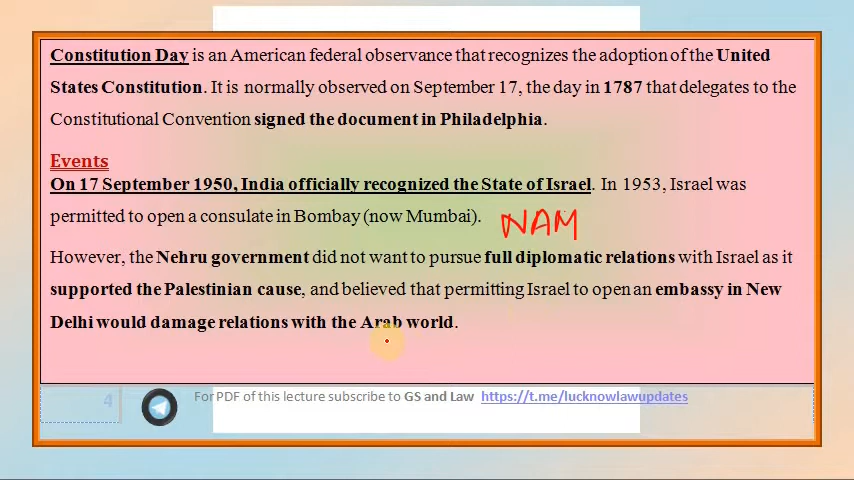 Constitution Day is an American federal observance that recognizes the adoption of the United
States Constitution. It is normally observed on September 17, the day in 1787 that delegates to the
Constitutional Convention signed the document in Philadelphia.
Events
On 17 September 1950, India officially recognized the State of Israel. In 1953, Israel was
permitted to open a consulate in Bombay (now Mumbai).
NAM
However, the Nehru government did not want to pursue full diplomatic relations with Israel as it
supported the Palestinian cause, and believed that permitting Israel to open an embassy in New
Delhi would damage relations with the Arab world.
4
For PDF of this lecture subscribe to GS and Law https://t.me/lucknowlawupdates